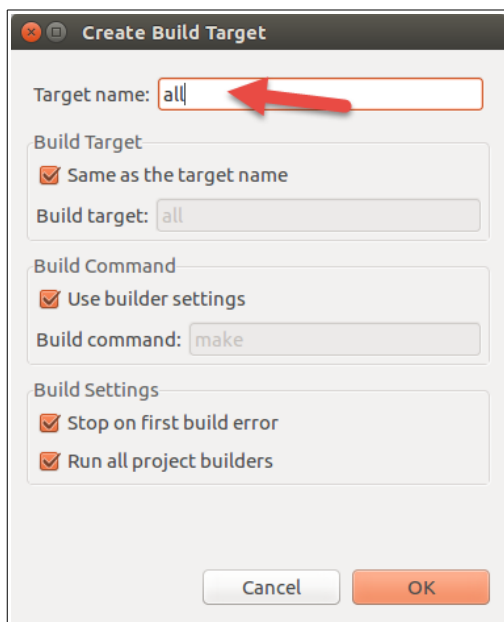 Create Build Target
Target name: all
Build Target
Same as the target name
Build target: all
Build Command
Use builder settings
Build command: make
Build Settings
Stop on first build error
Run all project builders
Cancel OK